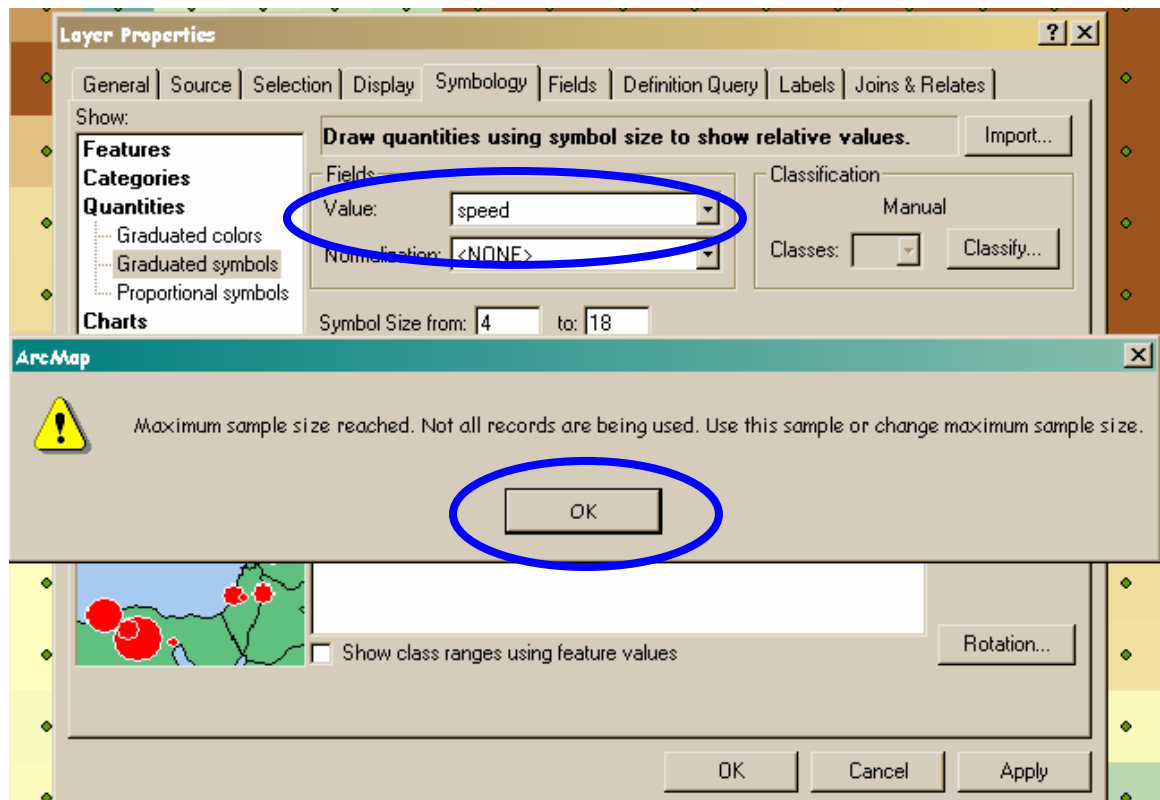 Layer Properties
General Source Selection Display Symbology Fields Definition Query Labels Joins & Relates
Show:
Features
Categories
Quantities
Graduated colors
Graduated symbols
Proportional symbols
Charts
Draw quantities using symbol size to show relative values.
Import...
Fields
Value: speed
Normalization: <NONE>
Classification
Manual
Classes:
Classify...
Symbol Size from: 4 to: 18
ArcMap
Maximum sample size reached. Not all records are being used. Use this sample or change maximum sample size.
OK
Show class ranges using feature values
Rotation...
OK Cancel Apply